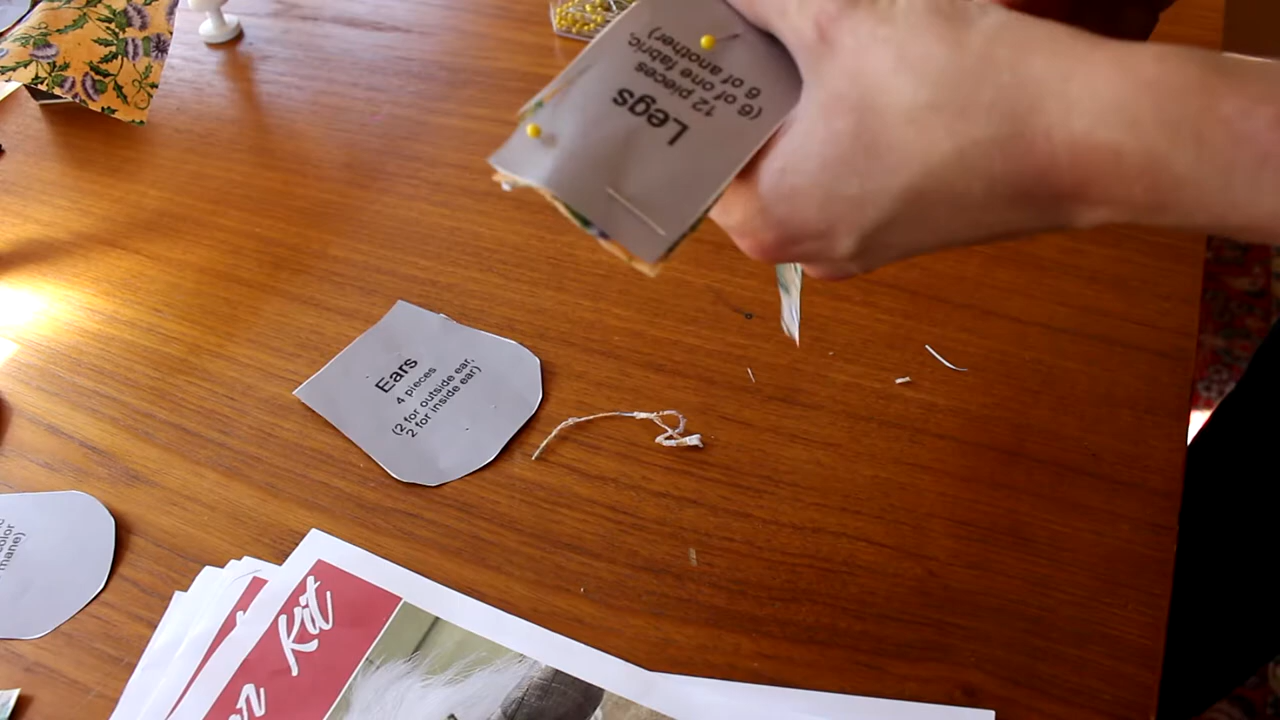 Legs
12 pieces
(6 of one fabric,
6 of another)
Ears
4 pieces
(2 for outside ear,
2 for inside ear)
mane)
Kit